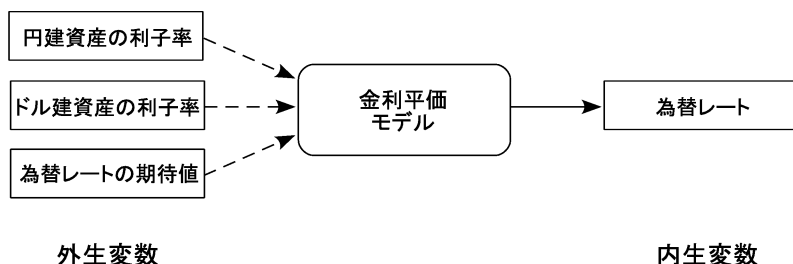 円建資産の利子率
ドル建資産の利子率
為替レートの期待値
金利平価
モデル
為替レート
外生変数
内生変数